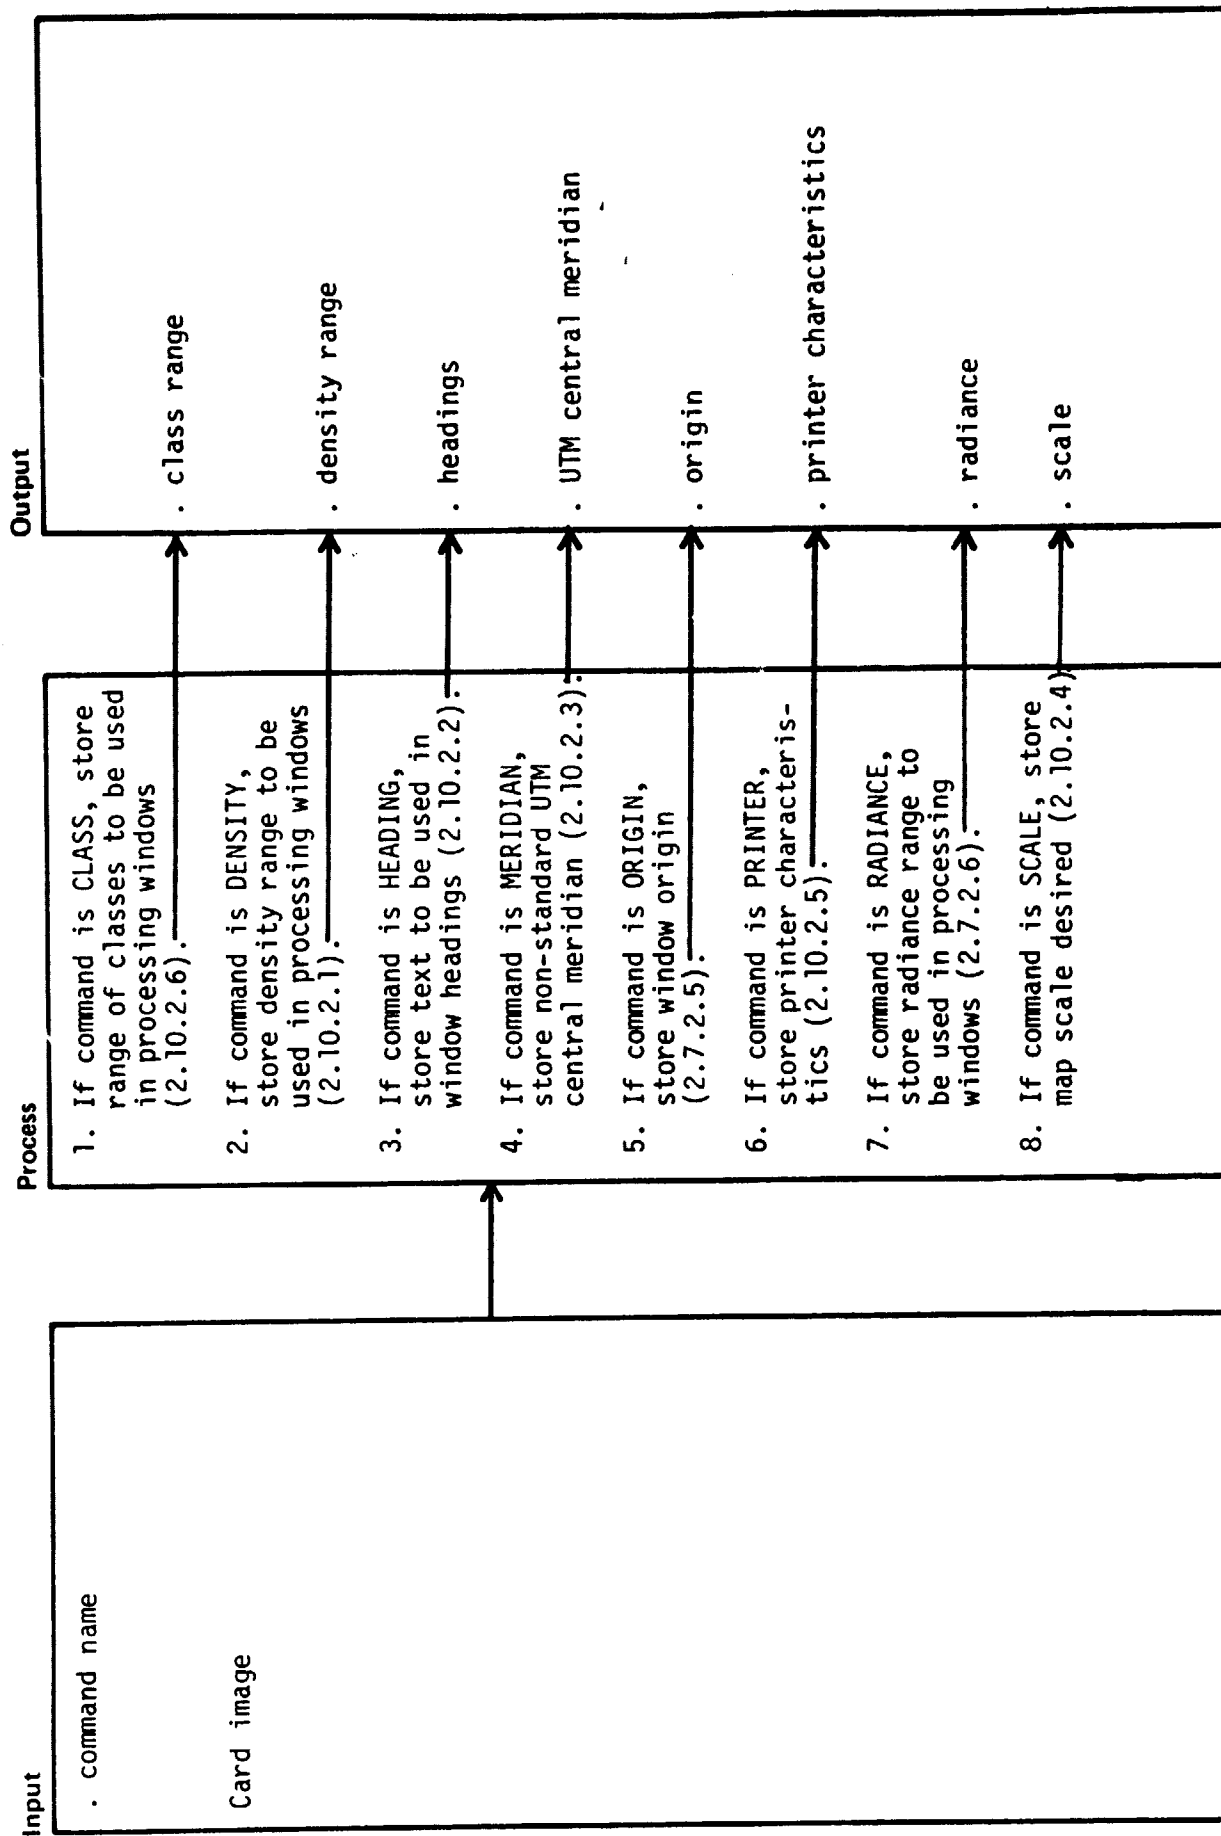 Input
. command name
Card image
Process
1. If command is CLASS, store
range of classes to be used
in processing windows
(2.10.2.6).
2. If command is DENSITY,
store density range to be
used in processing windows
(2.10.2.1).
3. If command is HEADING,
store text to be used in
window headings (2.10.2.2).
4. If command is MERIDIAN,
store non-standard UTM
central meridian (2.10.2.3).
5. If command is ORIGIN,
store window origin
(2.7.2.5).
6. If command is PRINTER,
store printer characteris-
tics (2.10.2.5).
7. If command is RADIANCE,
store radiance range to
be used in processing
windows (2.7.2.6).
8. If command is SCALE, store
map scale desired (2.10.2.4)
Output
. class range
. density range
. headings
. UTM central meridian
. origin
. printer characteristics
. radiance
. scale